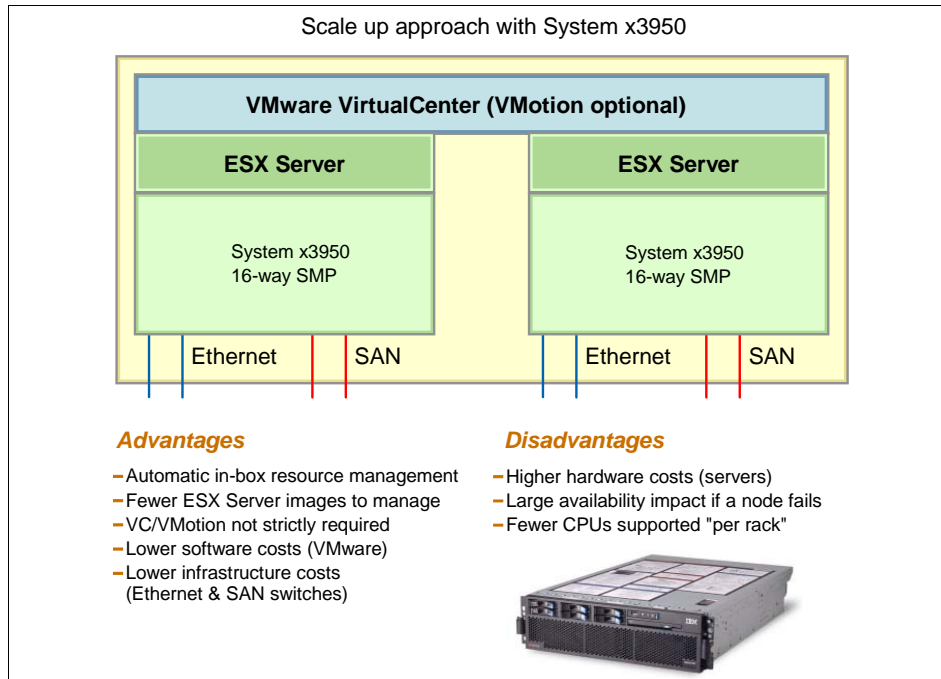 Scale up approach with System x3950
VMware VirtualCenter (VMotion optional)
ESX Server
ESX Server
System x3950
16-way SMP
System x3950
16-way SMP
Ethernet
SAN
Ethernet
SAN
Advantages
Automatic in-box resource management
Fewer ESX Server images to manage
VC/VMotion not strictly required
Lower software costs (VMware)
Lower infrastructure costs
(Ethernet & SAN switches)
Disadvantages
Higher hardware costs (servers)
Large availability impact if a node fails
Fewer CPUs supported "per rack"
IBM